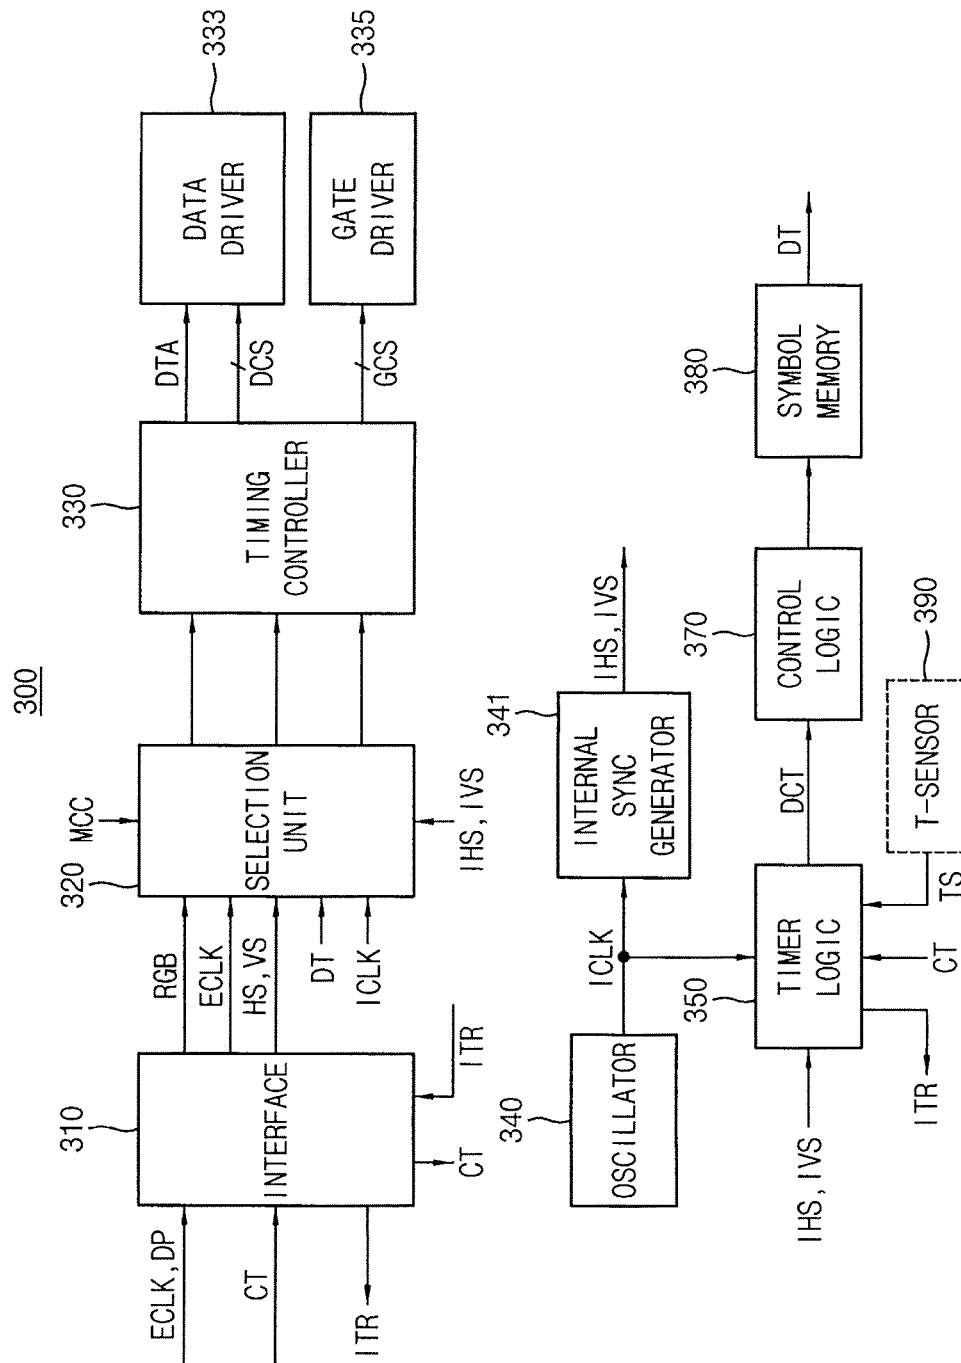 300
310
320
330
333
335
ECLK, DP
CT
ITR
INTERFACE
CT
ITR
RGB
ECLK
HS, VS
DT
ICLK
MCC
SELECTION
UNIT
IHS, IVS
TIMING
CONTROLLER
DTA
DCS
GCS
DATA
DRIVER
GATE
DRIVER
340
OSCILLATOR
ICLK
341
INTERNAL
SYNC
GENERATOR
IHS, IVS
IHS, IVS
350
TIMER
LOGIC
ITR
CT
TS
DCT
370
CONTROL
LOGIC
380
SYMBOL
MEMORY
DT
390
T-SENSOR